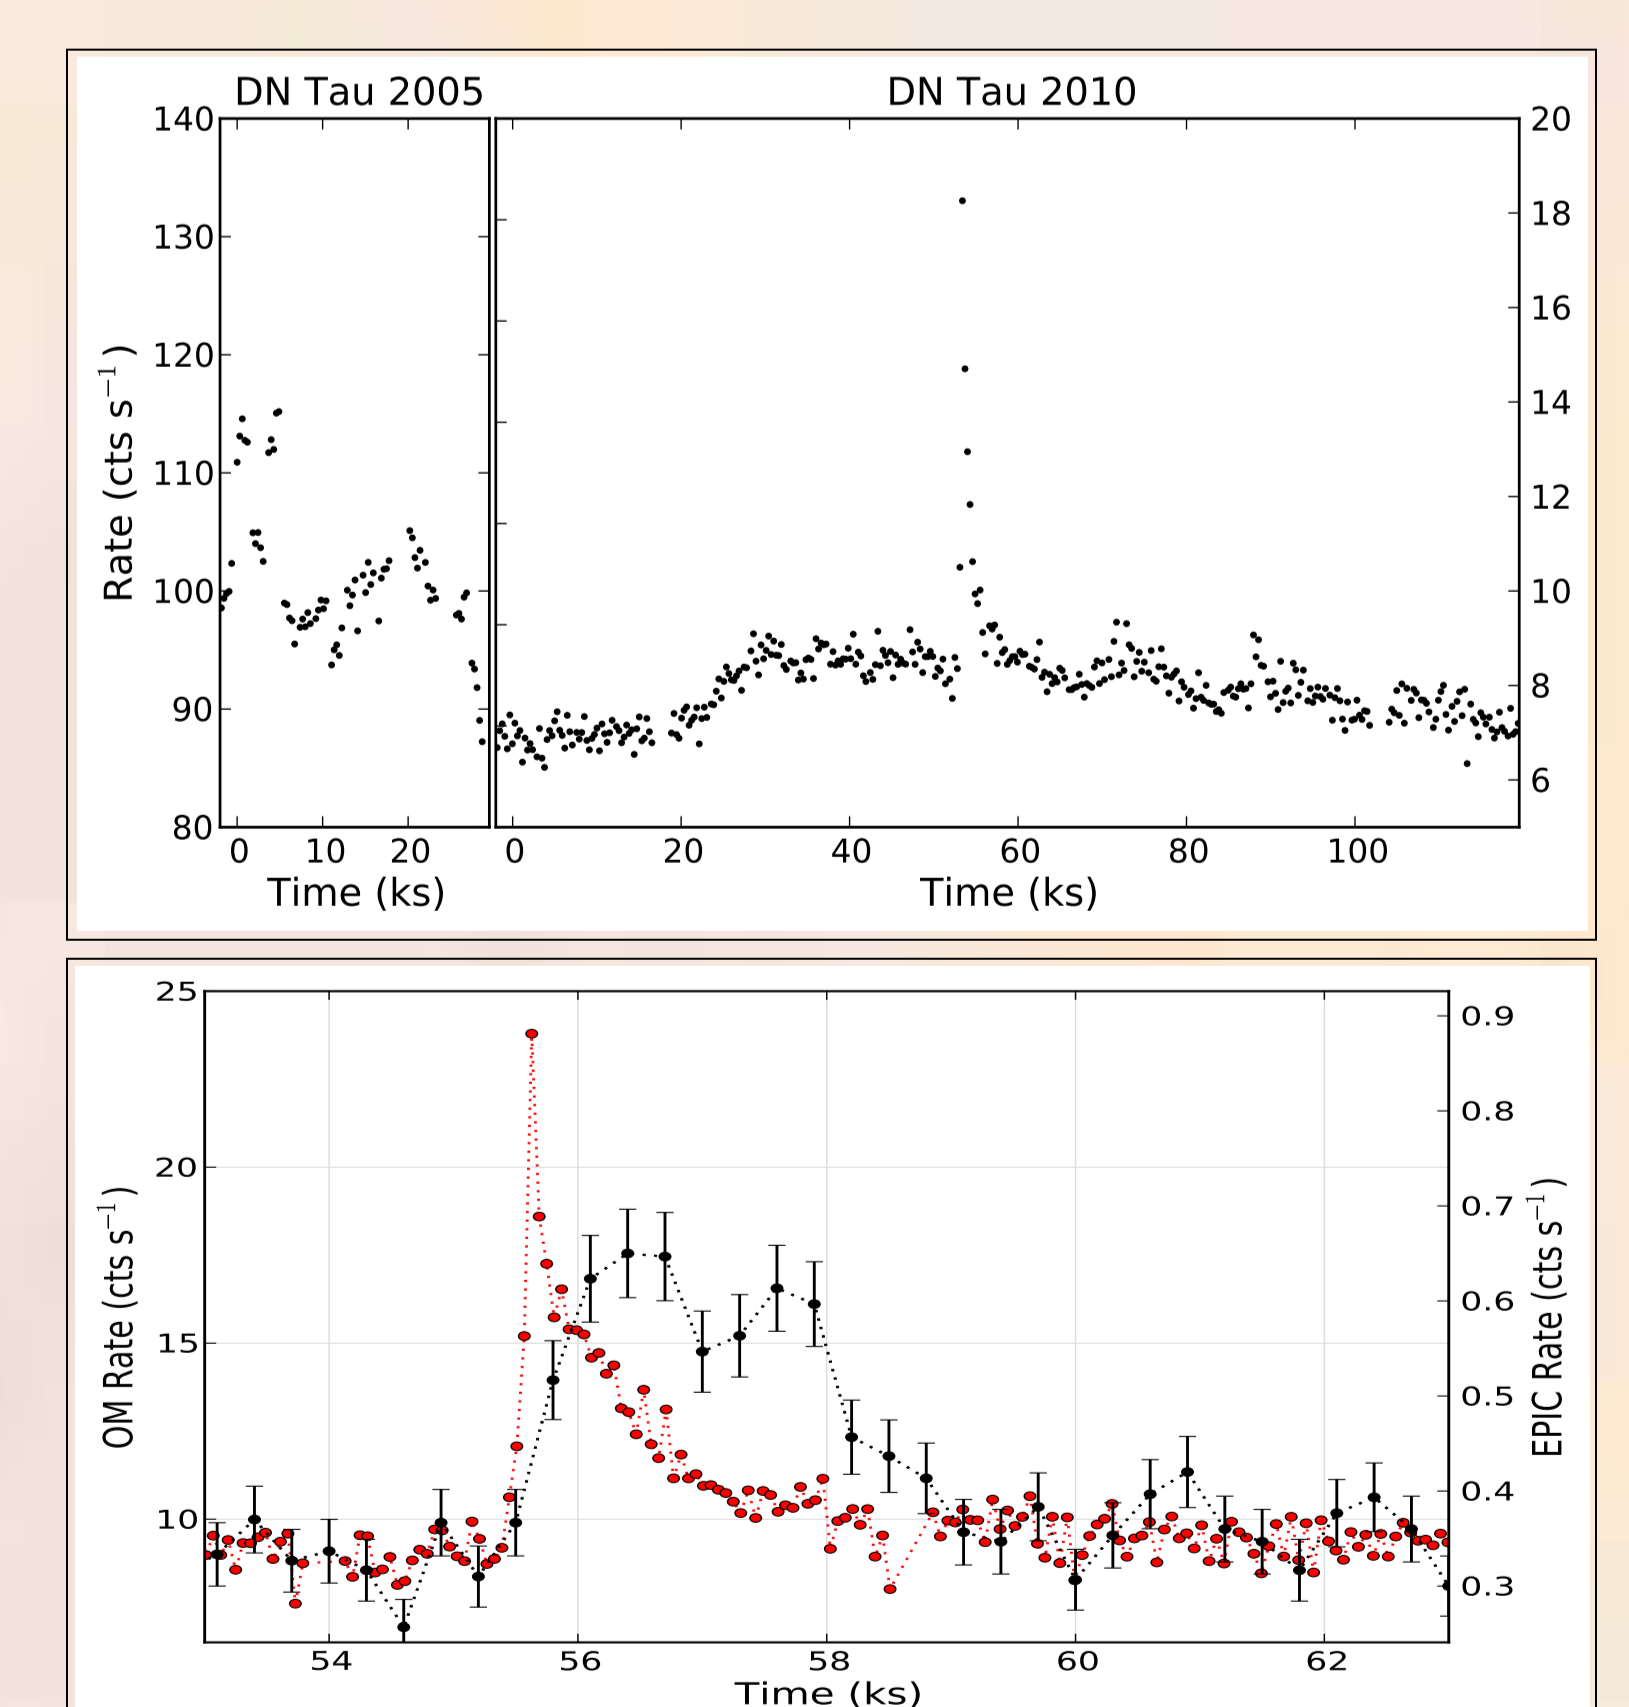 DN Tau 2005 DN Tau 2010
140 20
130 18
120 16
110 14
100 12
90 10
80 8
6
Rate (cts s⁻¹)
0 10 20 0 20 40 60 80 100
Time (ks) Time (ks)
25 0.9
20 0.8
15 0.7
10 0.6
0.5
0.4
0.3
OM Rate (cts s⁻¹)
EPIC Rate (cts s⁻¹)
54 56 58 60 62
Time (ks)